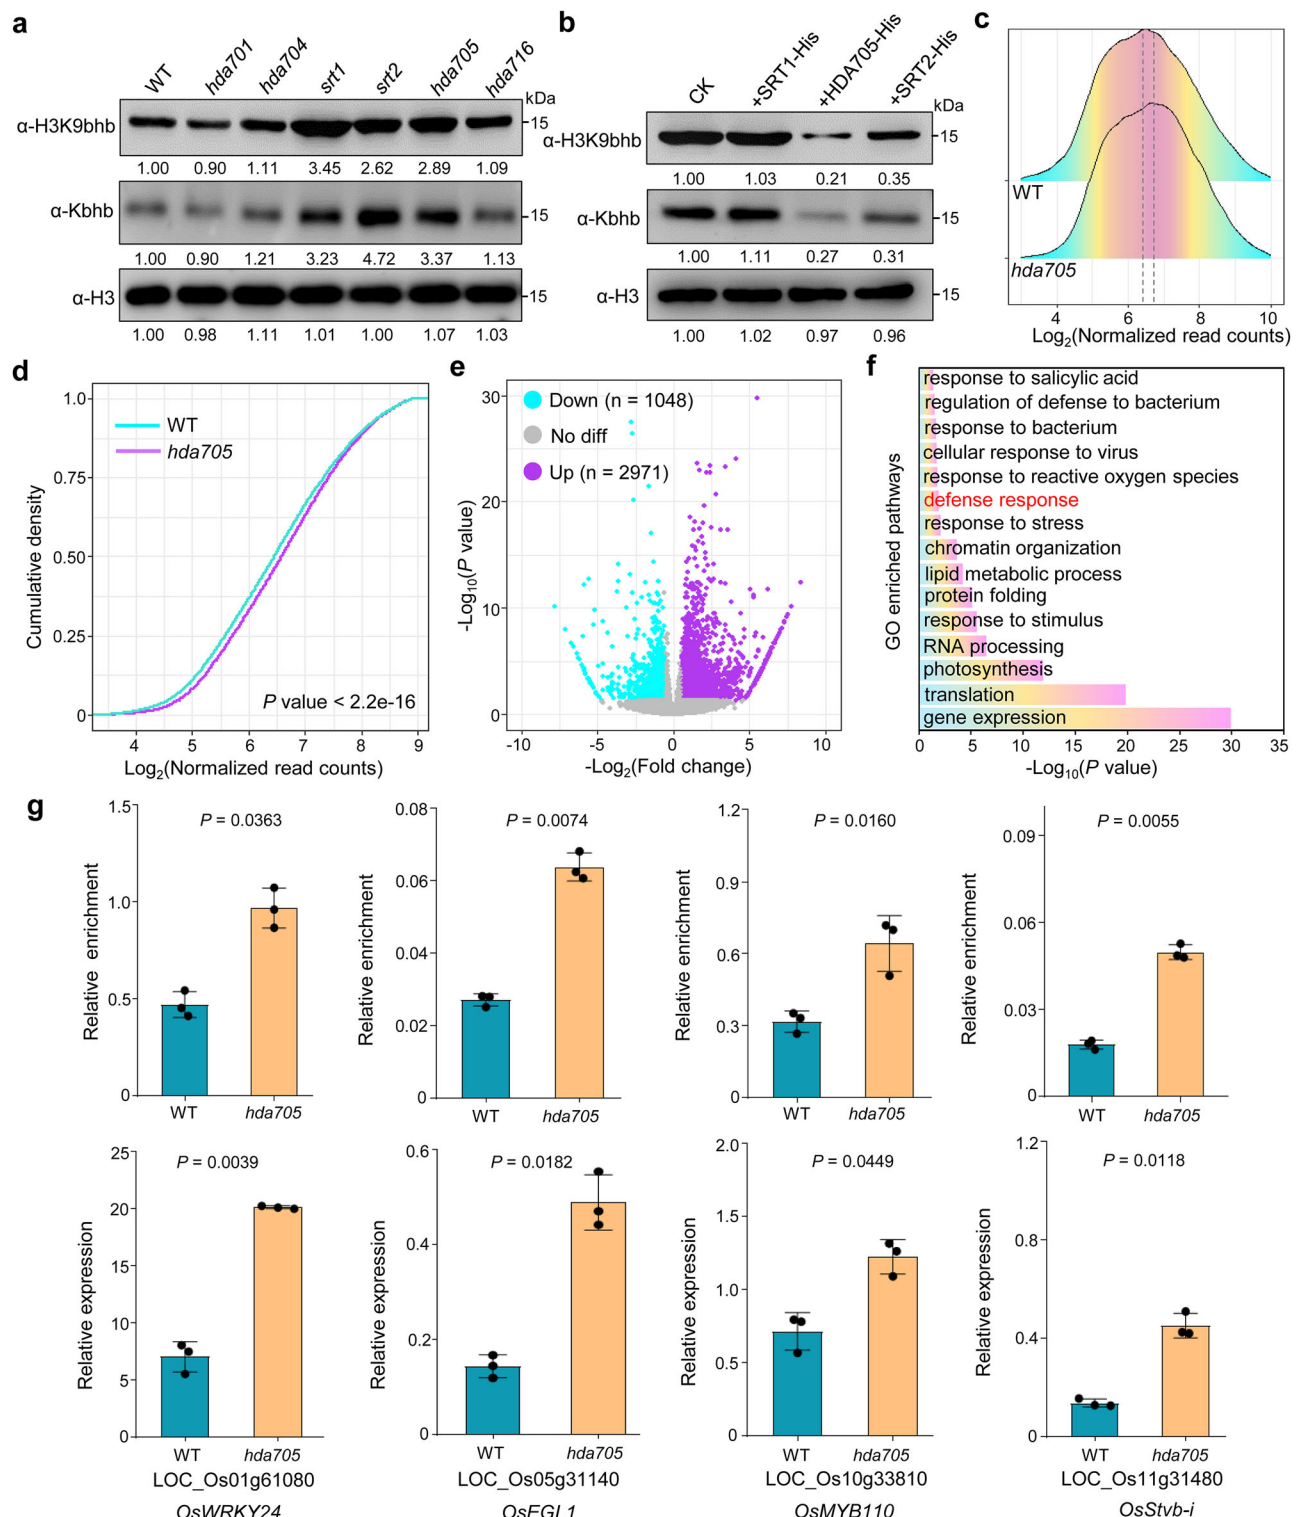 a
WT hda701 hda704 srt1 srt2 hda705 hda716
kDa
α-H3K9bhb
15
1.00 0.90 1.11 3.45 2.62 2.89 1.09
α-Kbhb
15
1.00 0.90 1.21 3.23 4.72 3.37 1.13
α-H3
15
1.00 0.98 1.11 1.01 1.00 1.07 1.03
b
CK +SRT1-His +HDA705-His +SRT2-His
kDa
α-H3K9bhb
15
1.00 1.03 0.21 0.35
α-Kbhb
15
1.00 1.11 0.27 0.31
α-H3
15
1.00 1.02 0.97 0.96
c
WT
hda705
4 6 8 10
Log2(Normalized read counts)
d
Cumulative density
1.0
0.75
0.50
0.25
0
WT
hda705
P value < 2.2e-16
4 5 6 7 8 9
Log2(Normalized read counts)
e
-Log10(P value)
30
20
10
0
Down (n = 1048)
No diff
Up (n = 2971)
-10 -5 0 5 10
-Log2(Fold change)
f
GO enriched pathways
response to salicylic acid
regulation of defense to bacterium
response to bacterium
cellular response to virus
response to reactive oxygen species
defense response
response to stress
chromatin organization
lipid metabolic process
protein folding
response to stimulus
RNA processing
photosynthesis
translation
gene expression
0 5 10 15 20 25 30 35
-Log10(P value)
g
Relative enrichment
1.5
1.0
0.5
0
P = 0.0363
WT hda705
Relative enrichment
0.08
0.06
0.04
0.02
0
P = 0.0074
WT hda705
Relative enrichment
1.2
0.9
0.6
0.3
0
P = 0.0160
WT hda705
Relative enrichment
0.09
0.06
0.03
0
P = 0.0055
WT hda705
Relative expression
25
20
15
10
5
0
P = 0.0039
WT hda705
LOC_Os01g61080
OsWRKY24
Relative expression
0.6
0.4
0.2
0
P = 0.0182
WT hda705
LOC_Os05g31140
OsEGL1
Relative expression
2.0
1.5
1.0
0.5
0
P = 0.0449
WT hda705
LOC_Os10g33810
OsMYB110
Relative expression
1.2
0.8
0.4
0
P = 0.0118
WT hda705
LOC_Os11g31480
OsStvb-i